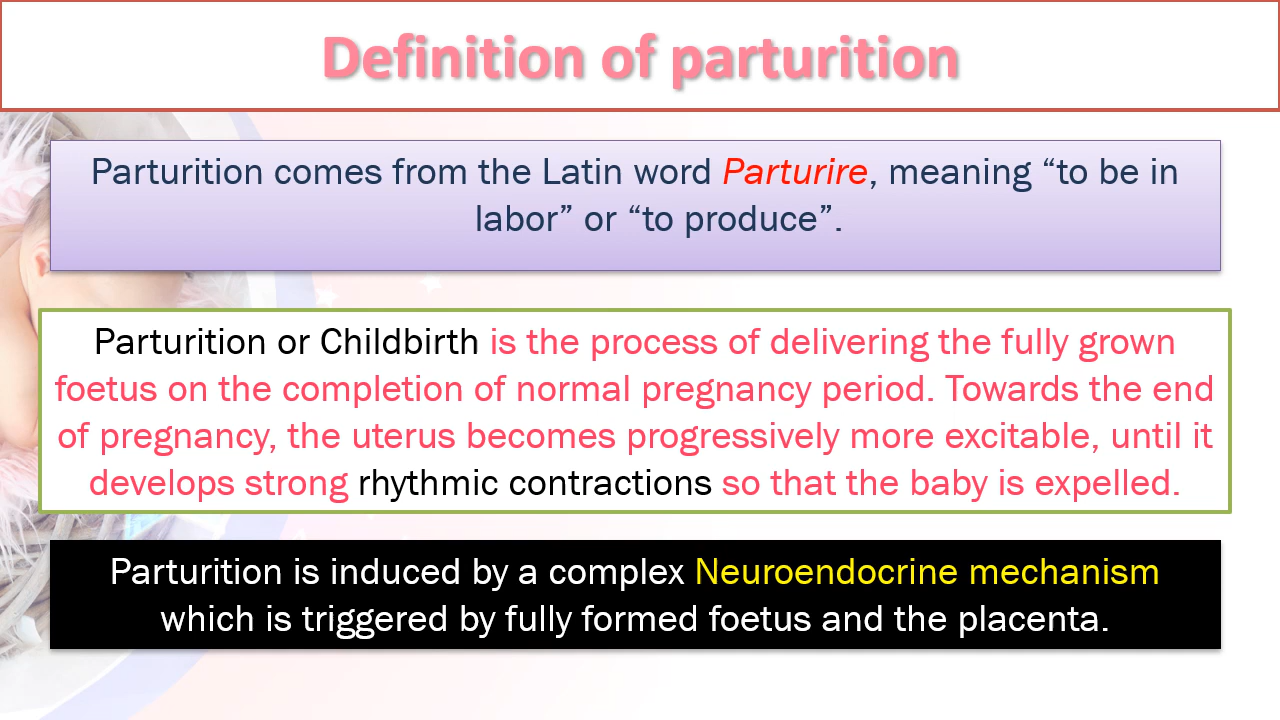 Definition of parturition
Parturition comes from the Latin word Parturire, meaning “to be in
labor” or “to produce”.
Parturition or Childbirth is the process of delivering the fully grown
foetus on the completion of normal pregnancy period. Towards the end
of pregnancy, the uterus becomes progressively more excitable, until it
develops strong rhythmic contractions so that the baby is expelled.
Parturition is induced by a complex Neuroendocrine mechanism
which is triggered by fully formed foetus and the placenta.